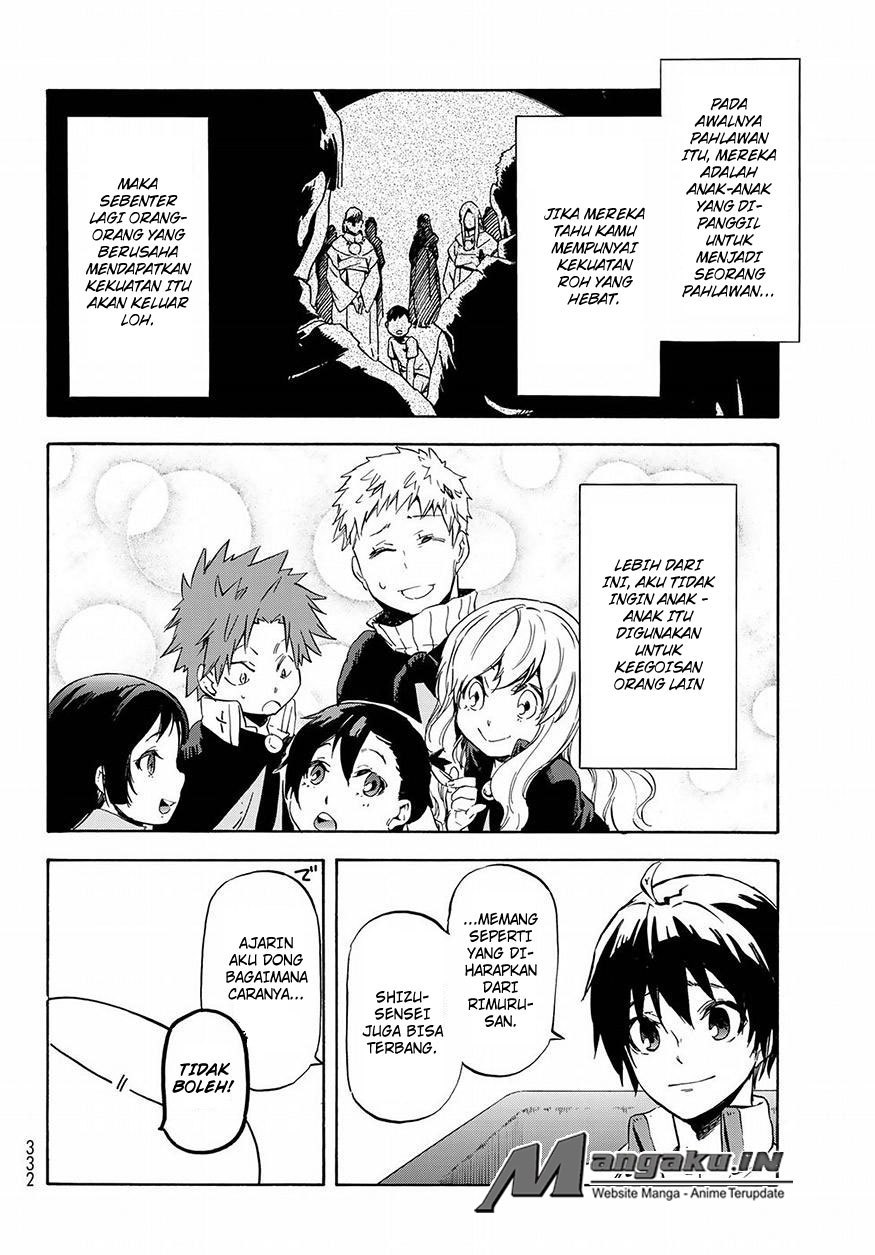 PADA
AWALNYA
PAHLAWAN
ITU, MEREKA
ADALAH
ANAK-ANAK
YANG DI-
PANGGIL
UNTUK
MENJADI
SEORANG
PAHLAWAN...
JIKA MEREKA
TAHU KAMU
MEMPUNYAI
KEKUATAN
ROH YANG
HEBAT.
MAKA
SEBENTER
LAGI ORANG-
ORANG YANG
BERUSAHA
MENDAPATKAN
KEKUATAN ITU
AKAN KELUAR
LOH.
LEBIH DARI
INI, AKU TIDAK
INGIN ANAK -
ANAK ITU
DIGUNAKAN
UNTUK
KEEGOISAN
ORANG LAIN
...MEMANG
SEPERTI
YANG DI-
HARAPKAN
DARI
RIMURU-
SAN.
SHIZU-
SENSEI
JUGA BISA
TERBANG.
で"
AJARIN
AKU DONG
BAGAIMANA
CARANYA...
TIDAK
BOLEH!
332
Mangaku.IN
Website Manga - Anime Terupdate